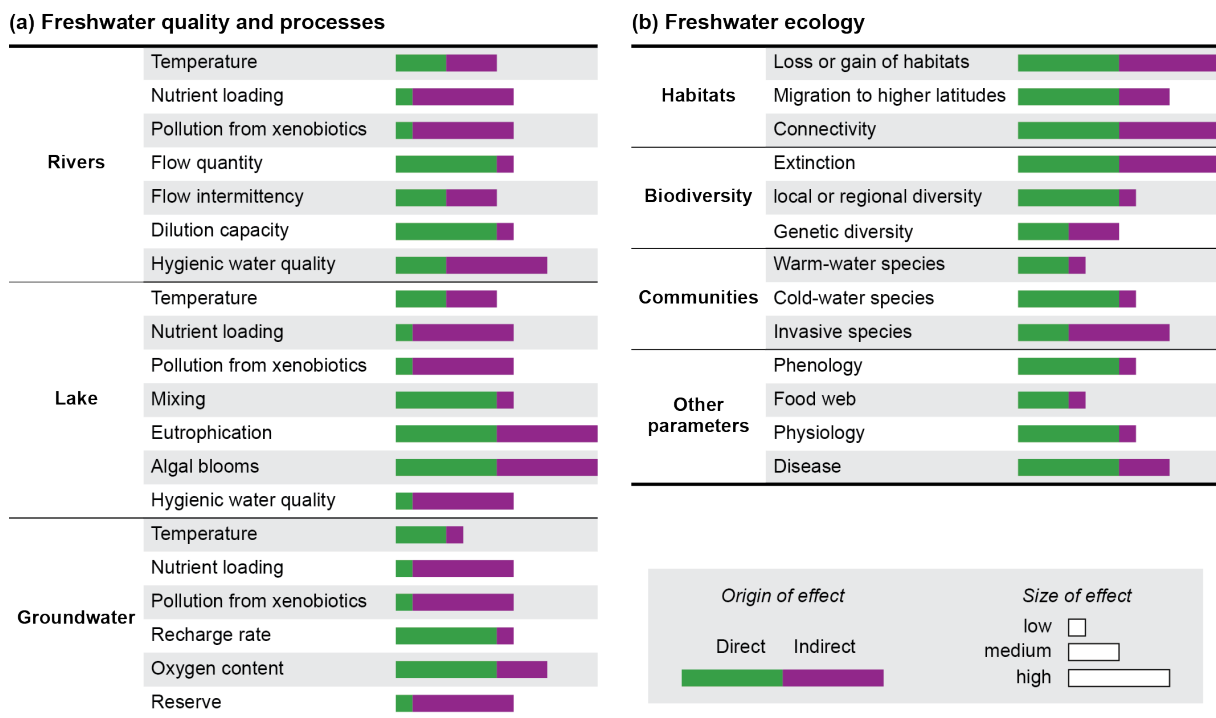 (a) Freshwater quality and processes
Rivers
Temperature
Nutrient loading
Pollution from xenobiotics
Flow quantity
Flow intermittency
Dilution capacity
Hygienic water quality
Lake
Temperature
Nutrient loading
Pollution from xenobiotics
Mixing
Eutrophication
Algal blooms
Hygienic water quality
Groundwater
Temperature
Nutrient loading
Pollution from xenobiotics
Recharge rate
Oxygen content
Reserve
(b) Freshwater ecology
Habitats
Loss or gain of habitats
Migration to higher latitudes
Connectivity
Biodiversity
Extinction
local or regional diversity
Genetic diversity
Communities
Warm-water species
Cold-water species
Invasive species
Other
parameters
Phenology
Food web
Physiology
Disease
Origin of effect
Direct Indirect
Size of effect
low
medium
high